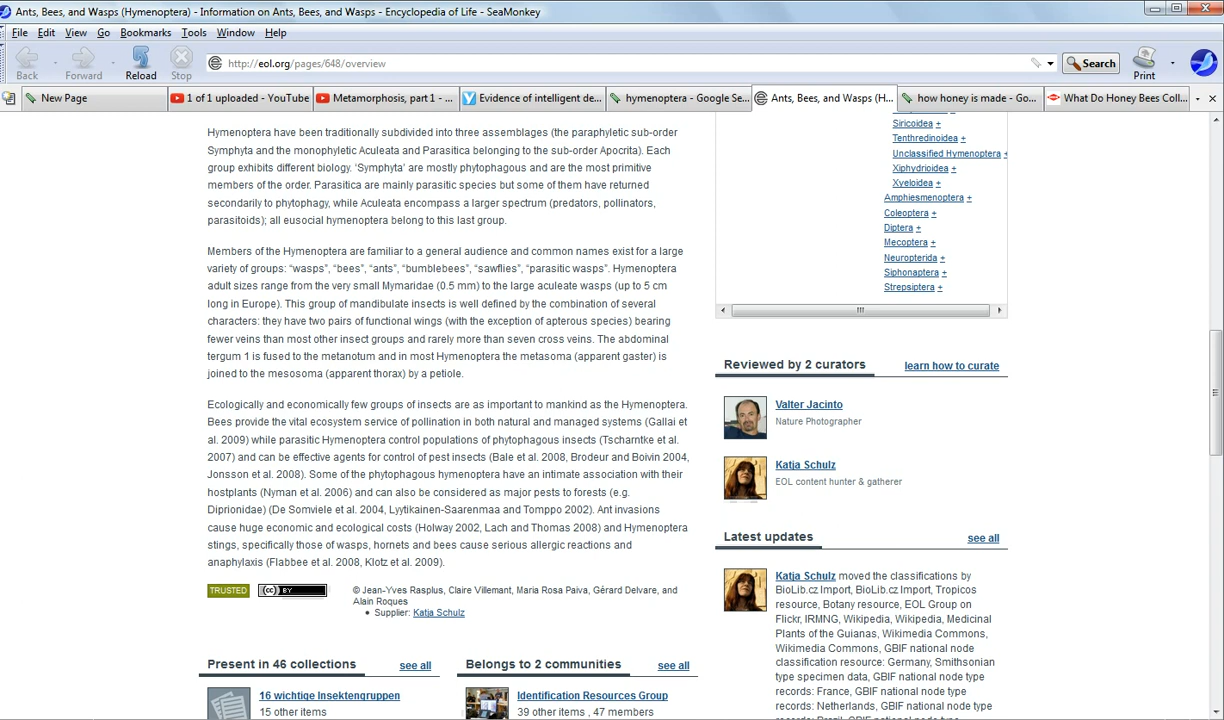 Ants, Bees, and Wasps (Hymenoptera) - Information on Ants, Bees, and Wasps - Encyclopedia of Life - SeaMonkey
File Edit View Go Bookmarks Tools Window Help
Back Forward Reload Stop
http://eol.org/pages/648/overview
Search
Print
New Page
1 of 1 uploaded - YouTube
Metamorphosis, part 1 - ...
Evidence of intelligent de...
hymenoptera - Google Se...
Ants, Bees, and Wasps (H...
how honey is made - Go...
What Do Honey Bees Coll...
Hymenoptera have been traditionally subdivided into three assemblages (the paraphyletic sub-order
Symphyta and the monophyletic Aculeata and Parasitica belonging to the sub-order Apocrita). Each
group exhibits different biology. ‘Symphyta’ are mostly phytophagous and are the most primitive
members of the order. Parasitica are mainly parasitic species but some of them have returned
secondarily to phytophagy, while Aculeata encompass a larger spectrum (predators, pollinators,
parasitoids); all eusocial hymenoptera belong to this last group.
Members of the Hymenoptera are familiar to a general audience and common names exist for a large
variety of groups: “wasps”, “bees”, “ants”, “bumblebees”, “sawflies”, “parasitic wasps”. Hymenoptera
adult sizes range from the very small Mymaridae (0.5 mm) to the large aculeate wasps (up to 5 cm
long in Europe). This group of mandibulate insects is well defined by the combination of several
characters: they have two pairs of functional wings (with the exception of apterous species) bearing
fewer veins than most other insect groups and rarely more than seven cross veins. The abdominal
tergum 1 is fused to the metanotum and in most Hymenoptera the metasoma (apparent gaster) is
joined to the mesosoma (apparent thorax) by a petiole.
Ecologically and economically few groups of insects are as important to mankind as the Hymenoptera.
Bees provide the vital ecosystem service of pollination in both natural and managed systems (Gallai et
al. 2009) while parasitic Hymenoptera control populations of phytophagous insects (Tscharntke et al.
2007) and can be effective agents for control of pest insects (Bale et al. 2008, Brodeur and Boivin 2004,
Jonsson et al. 2008). Some of the phytophagous hymenoptera have an intimate association with their
hostplants (Nyman et al. 2006) and can also be considered as major pests to forests (e.g.
Diprionidae) (De Somviele et al. 2004, Lyytikainen-Saarenmaa and Tomppo 2002). Ant invasions
cause huge economic and ecological costs (Holway 2002, Lach and Thomas 2008) and Hymenoptera
stings, specifically those of wasps, hornets and bees cause serious allergic reactions and
anaphylaxis (Flabbee et al. 2008, Klotz et al. 2009).
TRUSTED
(cc) BY
© Jean-Yves Rasplus, Claire Villemant, Maria Rosa Paiva, Gérard Delvare, and
Alain Roques
• Supplier: Katja Schulz
Present in 46 collections see all
16 wichtige Insektengruppen
15 other items
Belongs to 2 communities see all
Identification Resources Group
39 other items , 47 members
Siricoidea +
Tenthredinoidea +
Unclassified Hymenoptera +
Xiphydrioidea +
Xyeloidea +
Amphiesmenoptera +
Coleoptera +
Diptera +
Mecoptera +
Neuropterida +
Siphonaptera +
Strepsiptera +
Reviewed by 2 curators learn how to curate
Valter Jacinto
Nature Photographer
Katja Schulz
EOL content hunter & gatherer
Latest updates see all
Katja Schulz moved the classifications by
BioLib.cz Import, BioLib.cz Import, Tropicos
resource, Botany resource, EOL Group on
Flickr, IRMNG, Wikipedia, Wikipedia, Medicinal
Plants of the Guianas, Wikimedia Commons,
Wikimedia Commons, GBIF national node
classification resource: Germany, Smithsonian
type specimen data, GBIF national node type
records: France, GBIF national node type
records: Netherlands, GBIF national node type
records: Brazil, GBIF national node type